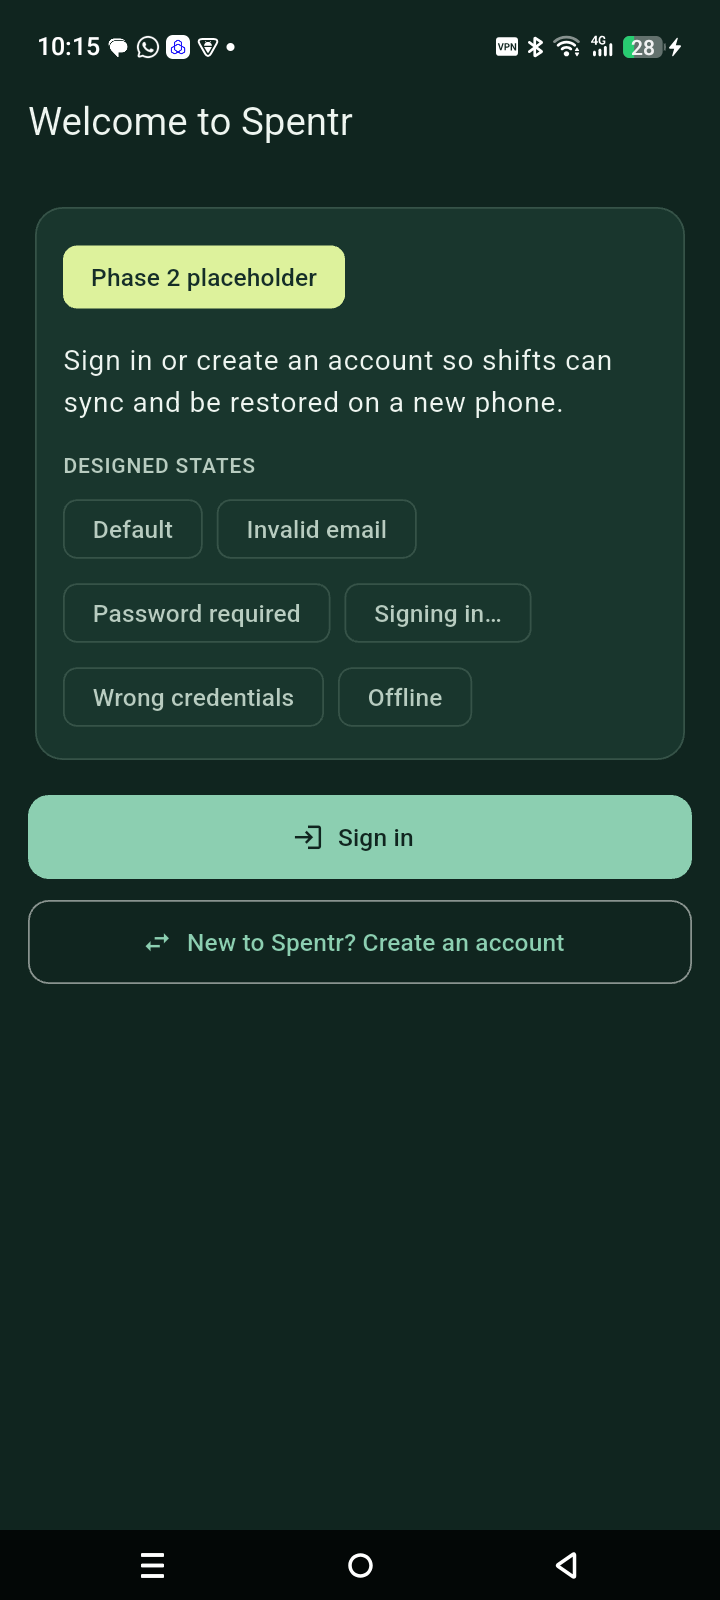 10:15
VPN 4G 28
Welcome to Spentr
Phase 2 placeholder
Sign in or create an account so shifts can
sync and be restored on a new phone.
DESIGNED STATES
Default Invalid email
Password required Signing in...
Wrong credentials Offline
Sign in
New to Spentr? Create an account